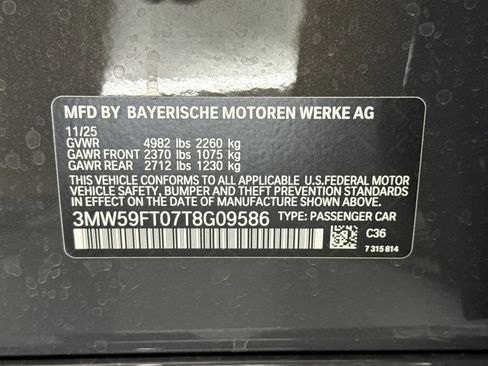 MFD BY BAYERISCHE MOTOREN WERKE AG
11/25
GVWR 4982 lbs 2260 kg
GAWR FRONT 2370 lbs 1075 kg
GAWR REAR 2712 lbs 1230 kg
THIS VEHICLE CONFORMS TO ALL APPLICABLE U.S.FEDERAL MOTOR
VEHICLE SAFETY, BUMPER AND THEFT PREVENTION STANDARDS
IN EFFECT ON THE DATE OF MANUFACTURE SHOWN ABOVE.
3MW59FT07T8G09586 TYPE: PASSENGER CAR
C36
7 315 814